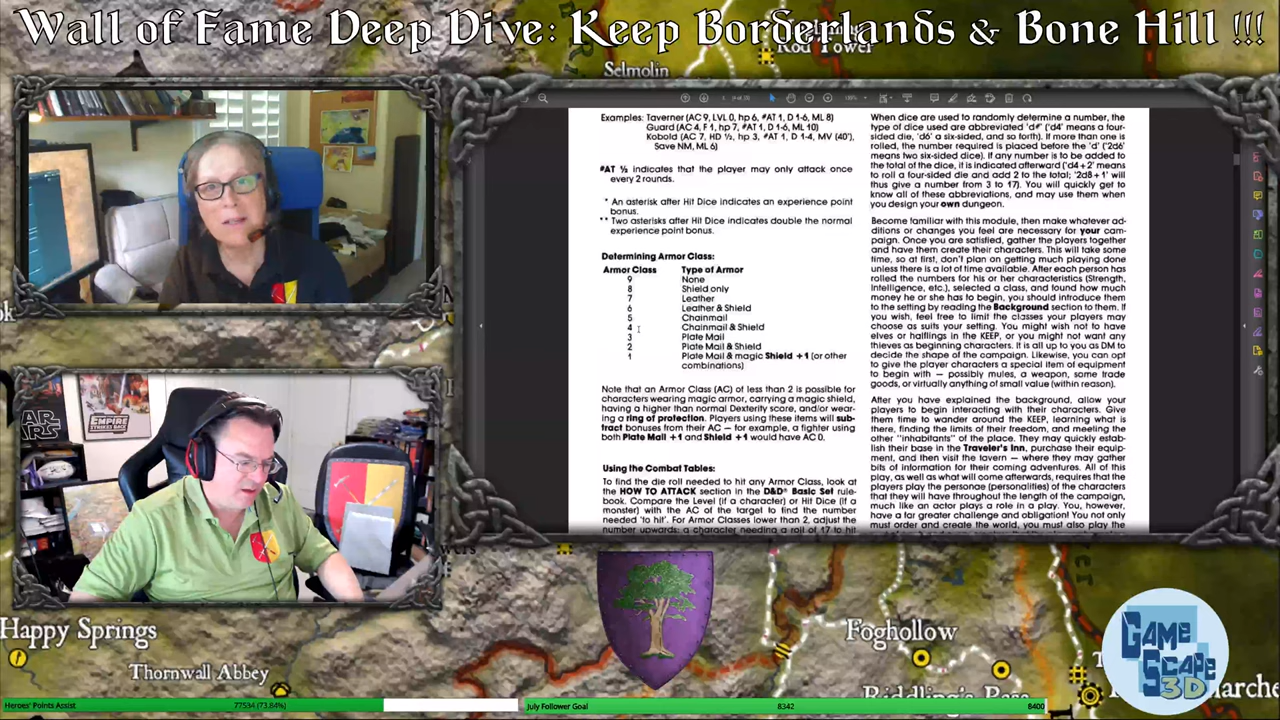 Wall of Fame Deep Dive: Keep Borderlands & Bone Hill !!!
Rod Tower
Selmolin
Examples: Taverner (AC 9, LVL 0, hp 6, #AT 1, D 1-6, ML 8)
Guard (AC 4, F 1, hp 7, #AT 1, D 1-6, ML 10)
Kobold (AC 7, HD ½, hp 3, #AT 1, D 1-4, MV (40'),
Save NM, ML 6)
#AT ½ indicates that the player may only attack once
every 2 rounds.
* An asterisk after Hit Dice indicates an experience point
bonus.
** Two asterisks after Hit Dice indicates double the normal
experience point bonus.
Determining Armor Class:
Armor Class Type of Armor
9 None
8 Shield only
7 Leather
6 Leather & Shield
5 Chainmail
4 Chainmail & Shield
3 Plate Mail
2 Plate Mail & Shield
1 Plate Mail & magic Shield +1 (or other
combinations)
Note that an Armor Class (AC) of less than 2 is possible for
characters wearing magic armor, carrying a magic shield,
having a higher than normal Dexterity score, and/or wear-
ing a ring of protection. Players using these items will sub-
tract bonuses from their AC — for example, a fighter using
both Plate Mail +1 and Shield +1 would have AC 0.
Using the Combat Tables:
To find the die roll needed to hit any Armor Class, look at
the HOW TO ATTACK section in the D&D® Basic Set rule-
book. Compare the Level (if a character) or Hit Dice (if a
monster) with the AC of the target to find the number
needed 'to hit'. For Armor Classes lower than 2, adjust the
number upwards; a character needing a roll of 17 to hit
When dice are used to randomly determine a number, the
type of dice used are abbreviated 'd#' ('d4' means a four-
sided die, 'd6' a six-sided, and so forth). If more than one is
rolled, the number required is placed before the 'd' ('2d6'
means two six-sided dice). If any number is to be added to
the total of the dice, it is indicated afterward ('d4 + 2' means
to roll a four-sided die and add 2 to the total; '2d8 + 1' will
thus give a number from 3 to 17). You will quickly get to
know all of these abbreviations, and may use them when
you design your own dungeon.
Become familiar with this module, then make whatever ad-
ditions or changes you feel are necessary for your cam-
paign. Once you are satisfied, gather the players together
and have them create their characters. This will take some
time, so at first, don't plan on getting much playing done
unless there is a lot of time available. After each person has
rolled the numbers for his or her characteristics (Strength,
Intelligence, etc.), selected a class, and found how much
money he or she has to begin, you should introduce them
to the setting by reading the Background section to them. If
you wish, feel free to limit the classes your players may
choose as suits your setting. You might wish not to have
elves or halflings in the KEEP, or you might not want any
thieves as beginning characters. It is all up to you as DM to
decide the shape of the campaign. Likewise, you can opt
to give the player characters a special item of equipment
to begin with — possibly mules, a weapon, some trade
goods, or virtually anything of small value (within reason).
After you have explained the background, allow your
players to begin interacting with their characters. Give
them time to wander around the KEEP, learning what is
there, finding the limits of their freedom, and meeting the
other "inhabitants" of the place. They may quickly estab-
lish their base in the Traveler's Inn, purchase their equip-
ment, and then visit the tavern — where they may gather
bits of information for their coming adventures. All of this
play, as well as what will come afterwards, requires that the
players play the personae (personalities) of the characters
that they will have throughout the length of the campaign,
much like an actor plays a role in a play. You, however,
have a far greater challenge and obligation! You not only
must order and create the world, you must also play the
STAR
WARS
STAR WARS
EMPIRE
STRIKES
BACK
Happy Springs
Thornwall Abbey
Foghollow
GAME
SCAPE
3D
Heroes' Points Assist 77534 (73.84%)
July Follower Goal 8342 8400